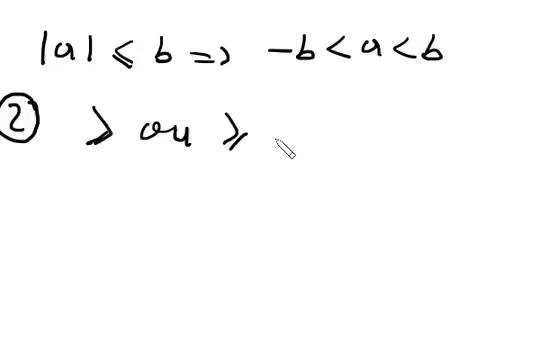 |a| ≤ b => -b < a < b
② ≥ ou ≥